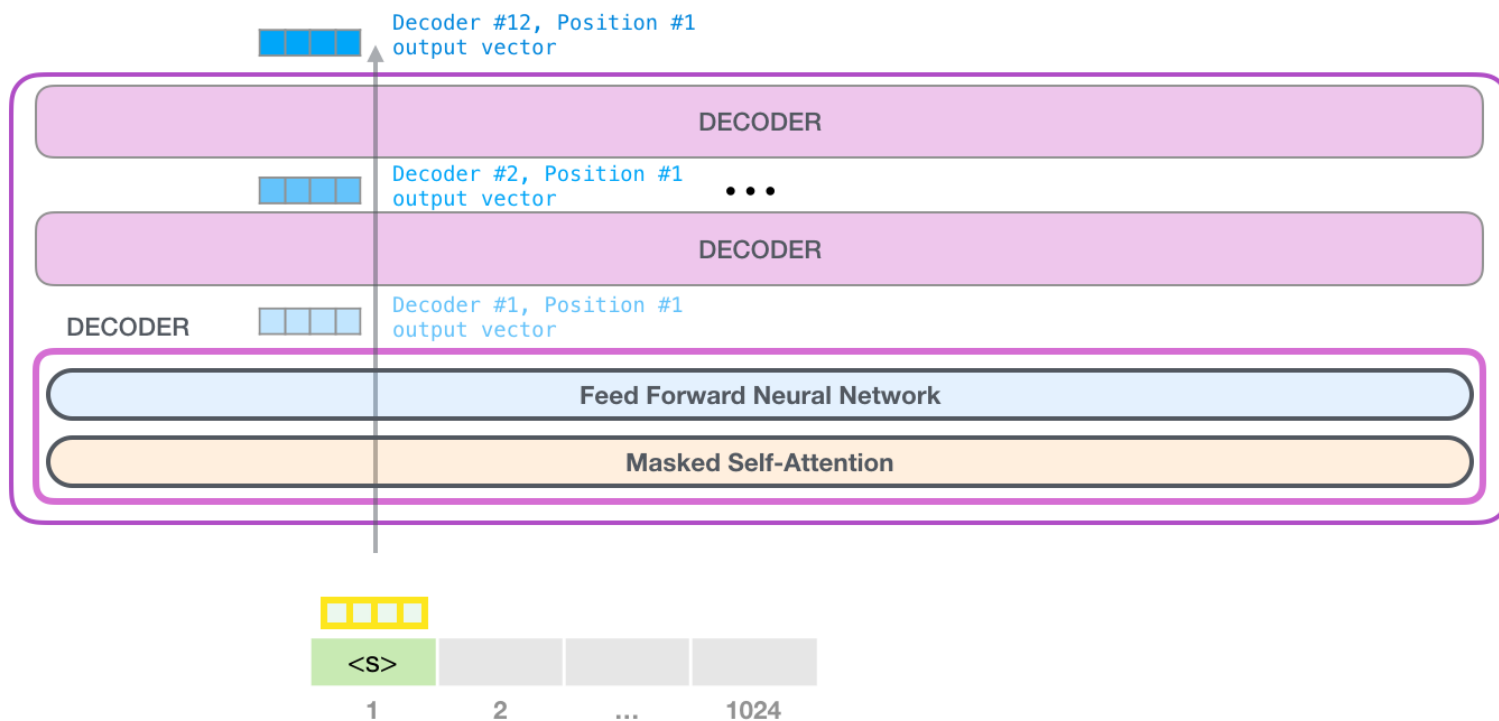 Decoder #12, Position #1
output vector
DECODER
Decoder #2, Position #1
output vector
...
DECODER
Decoder #1, Position #1
output vector
DECODER
Feed Forward Neural Network
Masked Self-Attention
<s>
1 2 ... 1024